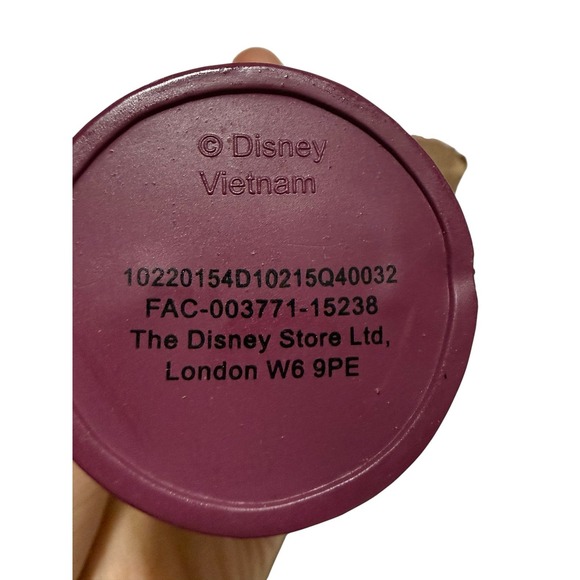 © Disney
Vietnam
10220154D10215Q40032
FAC-003771-15238
The Disney Store Ltd,
London W6 9PE